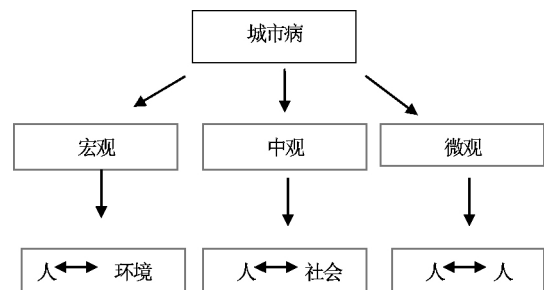 城市病
宏观
中观
微观
人 环境
人 社会
人 人